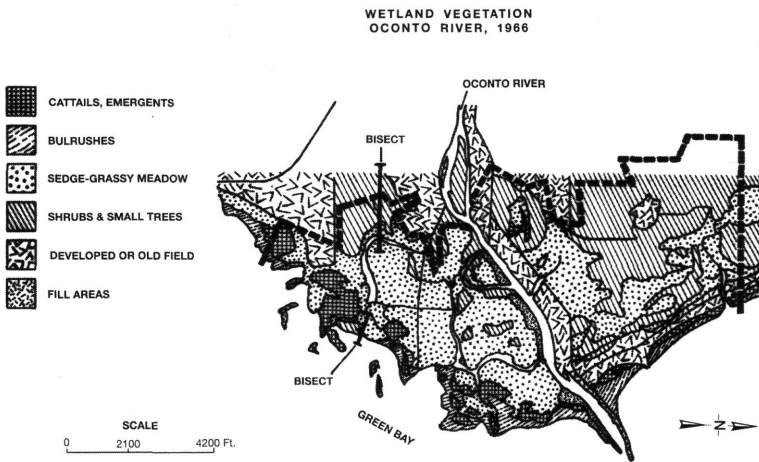 WETLAND VEGETATION
OCONTO RIVER, 1966
OCONTO RIVER
BISECT
CATTAILS, EMERGENTS
BULRUSHES
SEDGE-GRASSY MEADOW
SHRUBS & SMALL TREES
DEVELOPED OR OLD FIELD
FILL AREAS
BISECT
GREEN BAY
SCALE
0 2100 4200 Ft.
N